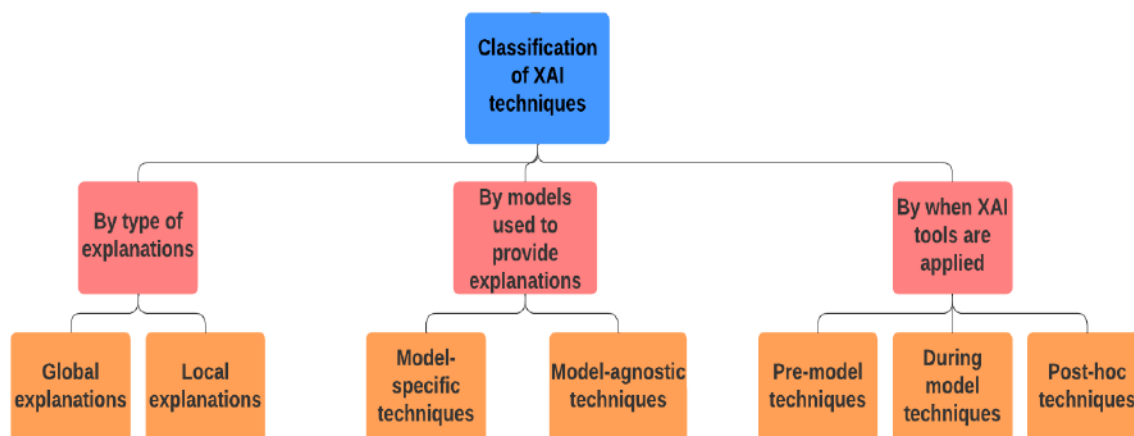 Classification
of XAI
techniques
By type of
explanations
By models
used to
provide
explanations
By when XAI
tools are
applied
Global
explanations
Local
explanations
Model-
specific
techniques
Model-agnostic
techniques
Pre-model
techniques
During
model
techniques
Post-hoc
techniques